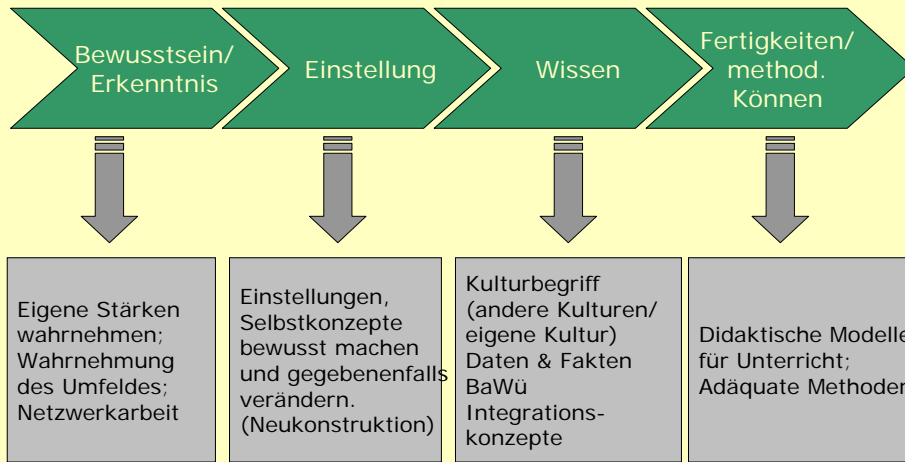 Bewusstsein/
Erkenntnis
Einstellung
Wissen
Fertigkeiten/
method.
Können
Eigene Stärken
wahrnehmen;
Wahrnehmung
des Umfeldes;
Netzwerkarbeit
Einstellungen,
Selbstkonzepte
bewusst machen
und gegebenenfalls
verändern.
(Neukonstruktion)
Kulturbegriff
(andere Kulturen/
eigene Kultur)
Daten & Fakten
BaWü
Integrations-
konzepte
Didaktische Modelle
für Unterricht;
Adäquate Methoden